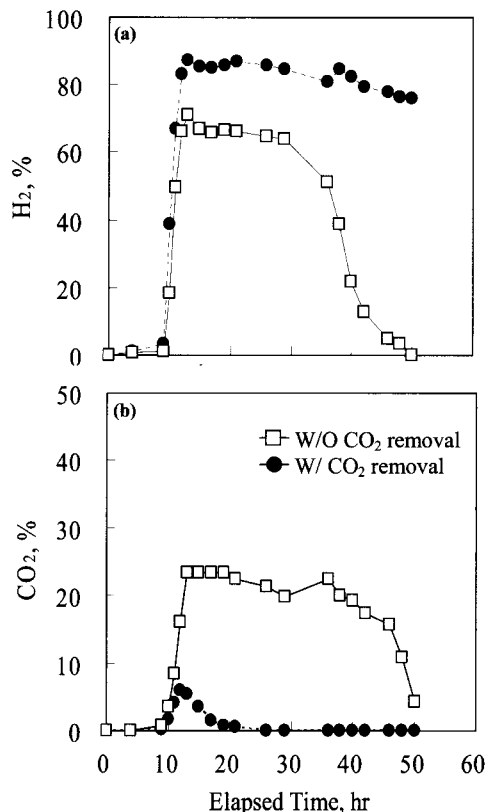 100
(a)
80
60
H₂, %
40
20
0
50
(b)
W/O CO₂ removal
40
W/ CO₂ removal
30
CO₂, %
20
10
0
0 10 20 30 40 50 60
Elapsed Time, hr